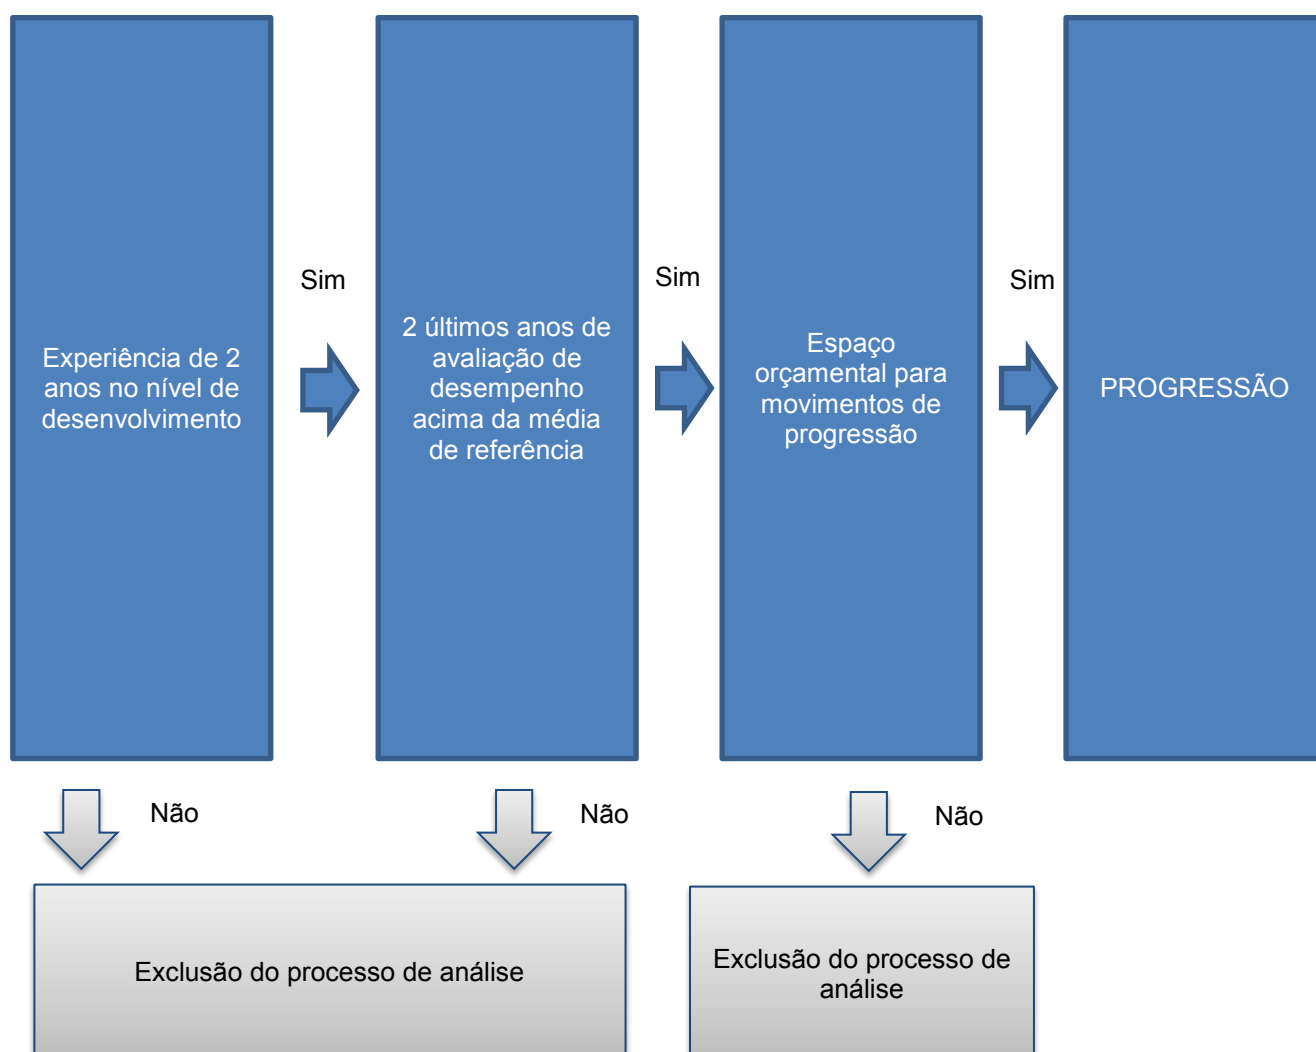 Experiência de 2
anos no nível de
desenvolvimento
Sim
2 últimos anos de
avaliação de
desempenho
acima da média
de referência
Sim
Espaço
orçamental para
movimentos de
progressão
Sim
PROGRESSÃO
Não
Não
Não
Exclusão do processo de análise
Exclusão do processo de
análise